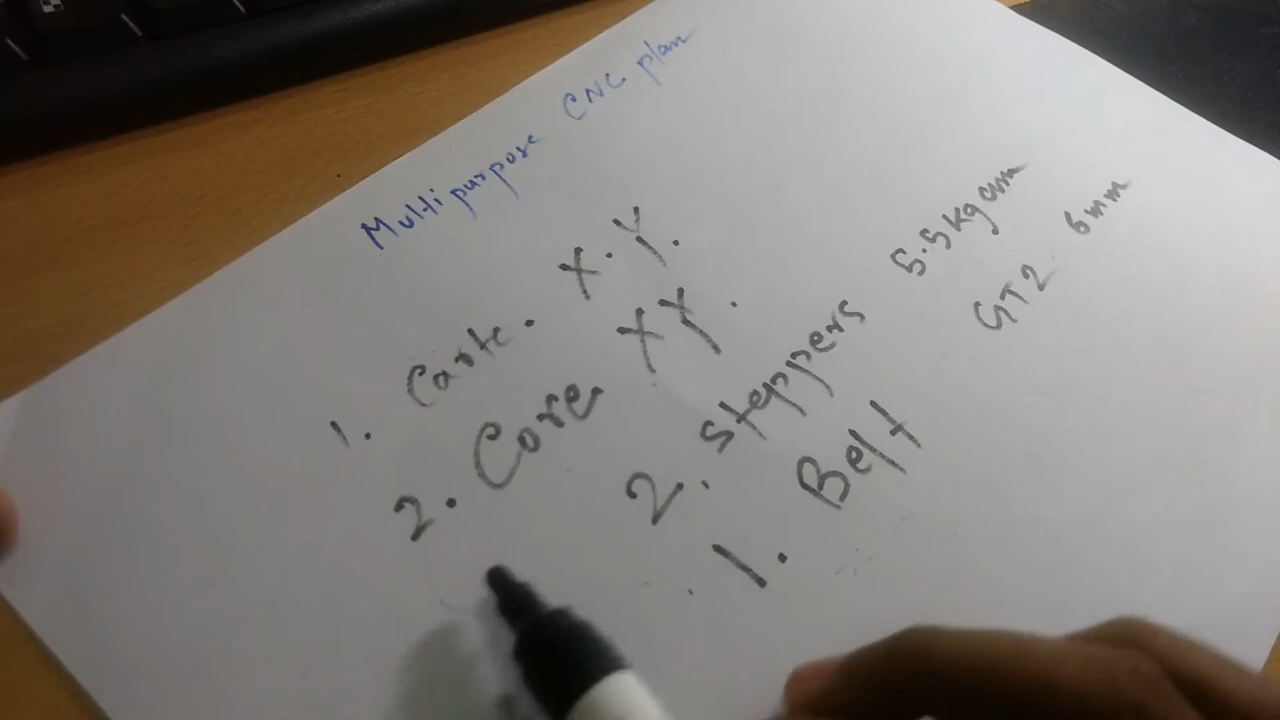 Multipurpose CNC plan
1. Carte. X.Y.
2. Core XY.
2. steppers 5.5kgcm
1. Belt GT2 6mm